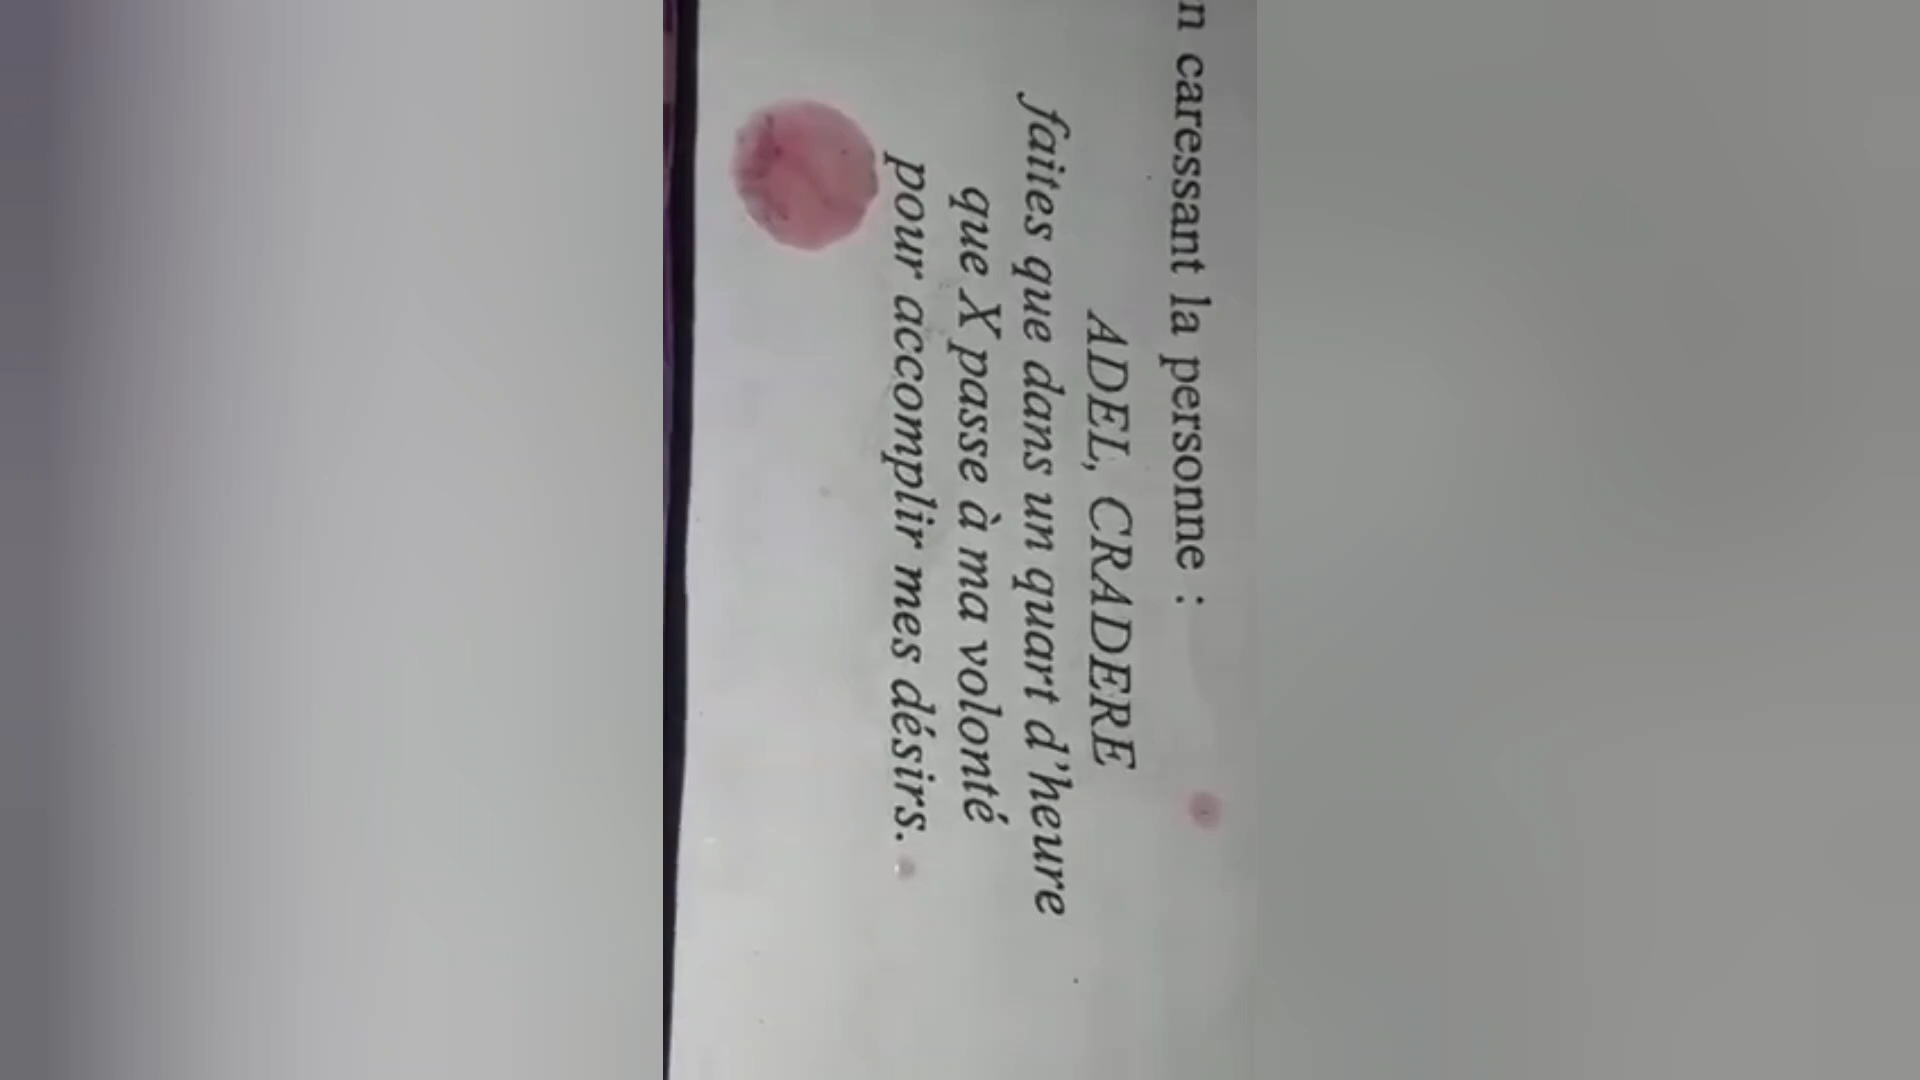 n caressant la personne :
ADEL, CRADERE
faites que dans un quart d'heure
que X passe à ma volonté
pour accomplir mes désirs.